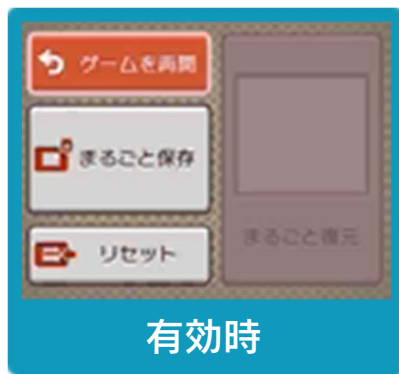 ゲームを再開
まるごと保存
まるごと復元
リセット
有効時